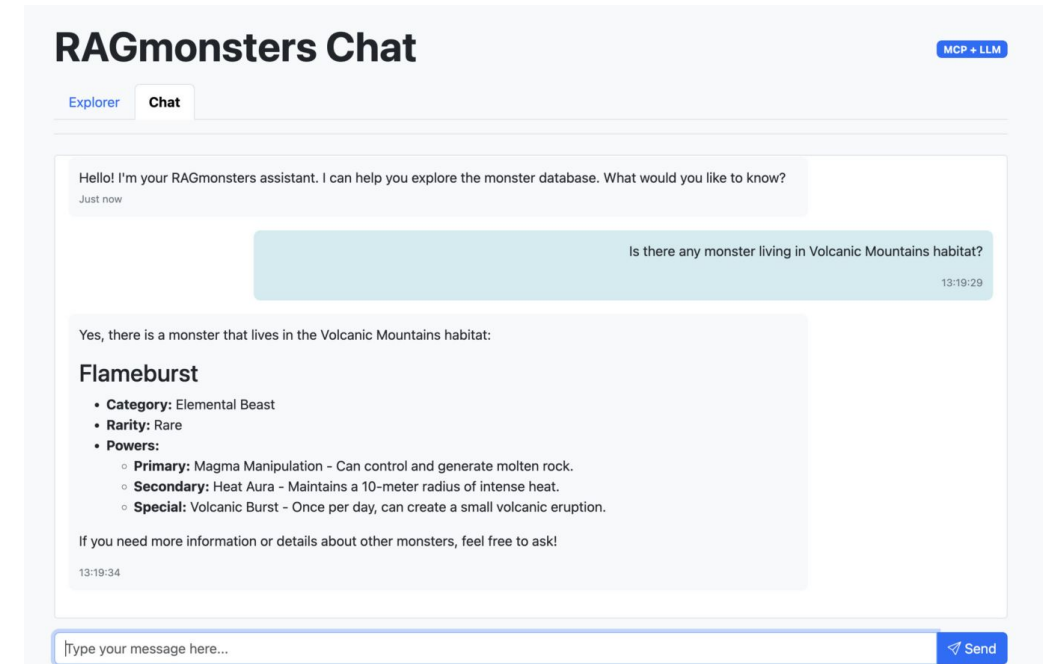 RAGmonsters Chat
MCP + LLM
Explorer
Chat
Hello! I'm your RAGmonsters assistant. I can help you explore the monster database. What would you like to know?
Just now
Is there any monster living in Volcanic Mountains habitat?
13:19:29
Yes, there is a monster that lives in the Volcanic Mountains habitat:
Flameburst
• Category: Elemental Beast
• Rarity: Rare
• Powers:
◦ Primary: Magma Manipulation - Can control and generate molten rock.
◦ Secondary: Heat Aura - Maintains a 10-meter radius of intense heat.
◦ Special: Volcanic Burst - Once per day, can create a small volcanic eruption.
If you need more information or details about other monsters, feel free to ask!
13:19:34
Type your message here...
Send